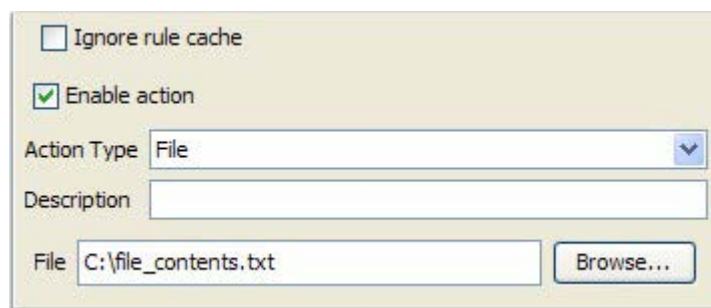 Ignore rule cache
Enable action
Action Type File
Description
File C:\file_contents.txt Browse...